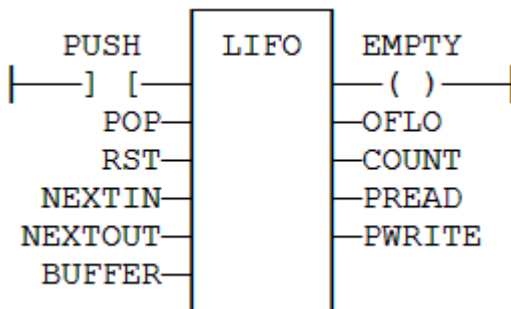 PUSH LIFO EMPTY
] [ ( )
POP OFLO
RST COUNT
NEXTIN PREAD
NEXTOUT PWRITE
BUFFER